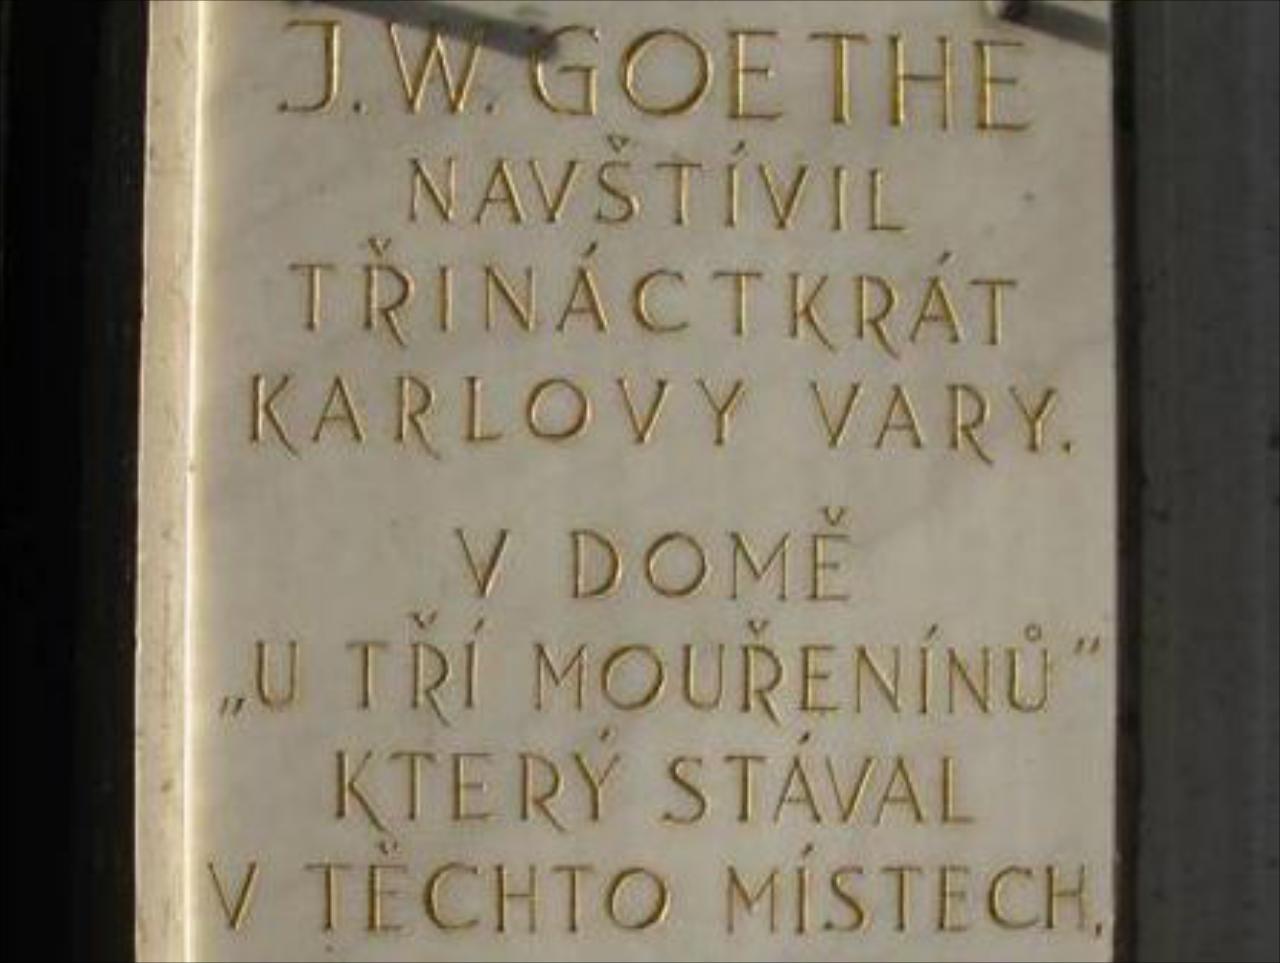 J. W. GOETHE
NAVŠTÍVIL
TŘINÁCTKRÁT
KARLOVY VARY.
V DOMĚ
„U TŘÍ MOUŘENÍNŮ”
KTERÝ STÁVAL
V TĚCHTO MÍSTECH,